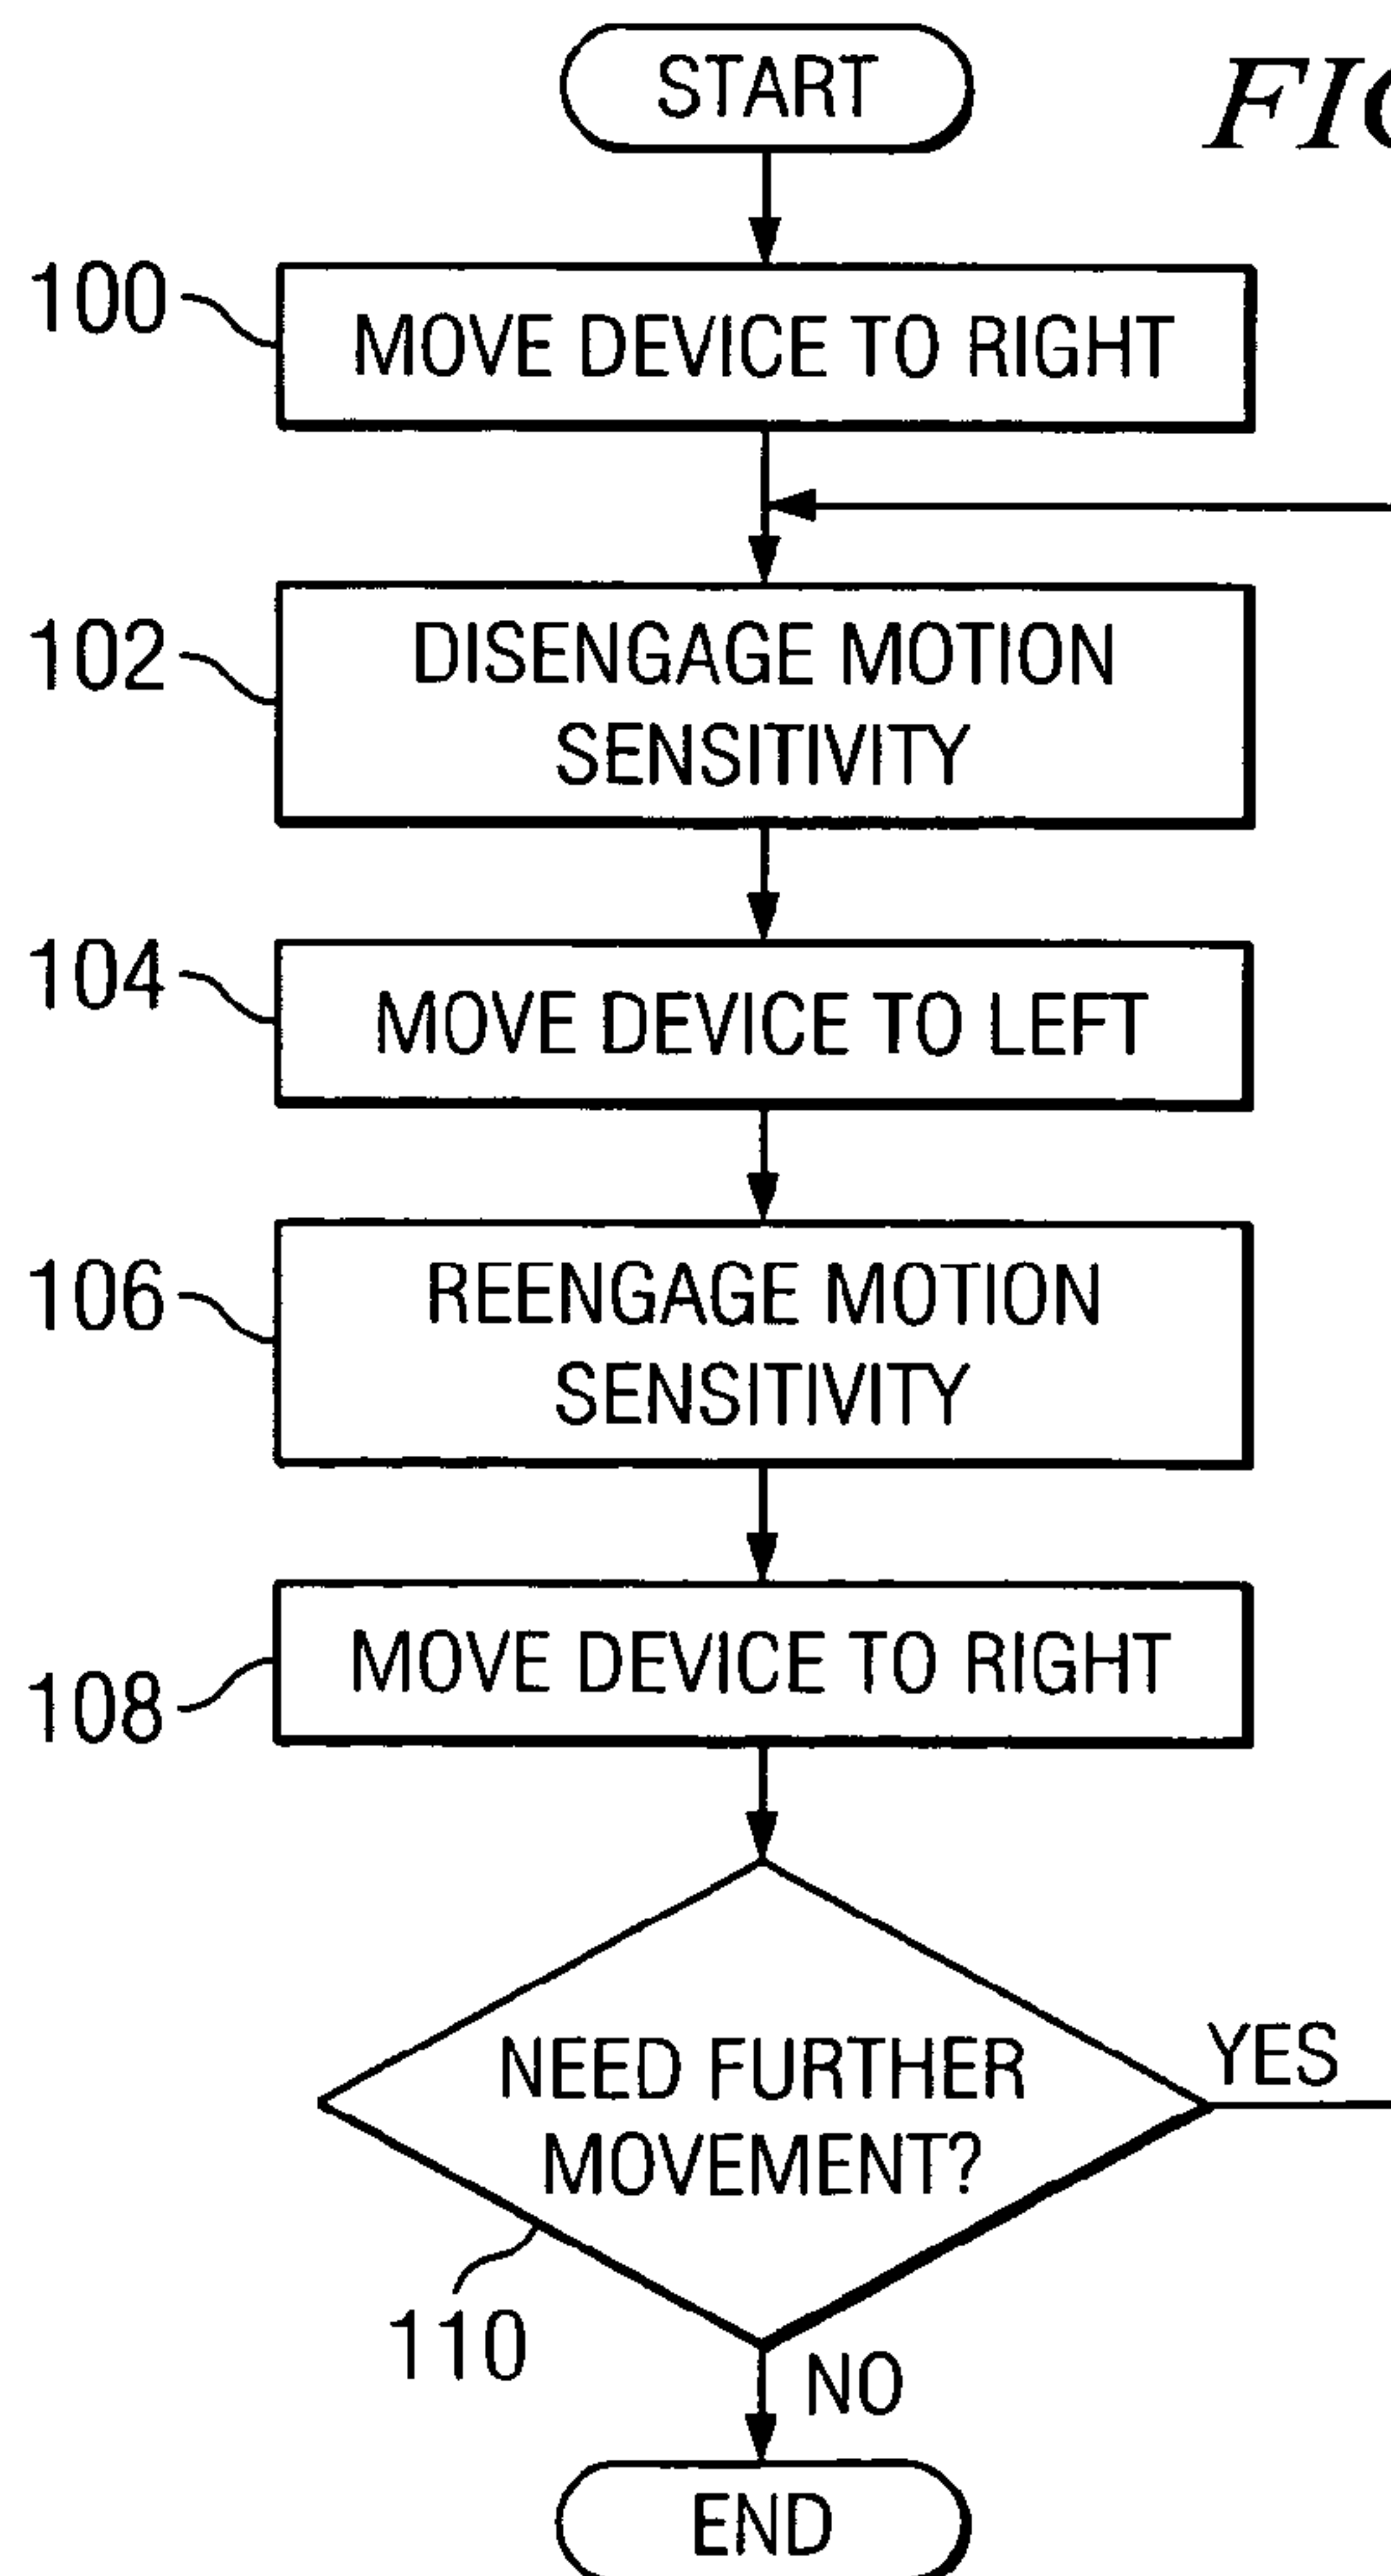 START
FIG
100
MOVE DEVICE TO RIGHT
102
DISENGAGE MOTION
SENSITIVITY
104
MOVE DEVICE TO LEFT
106
REENGAGE MOTION
SENSITIVITY
108
MOVE DEVICE TO RIGHT
NEED FURTHER
MOVEMENT?
YES
110
NO
END